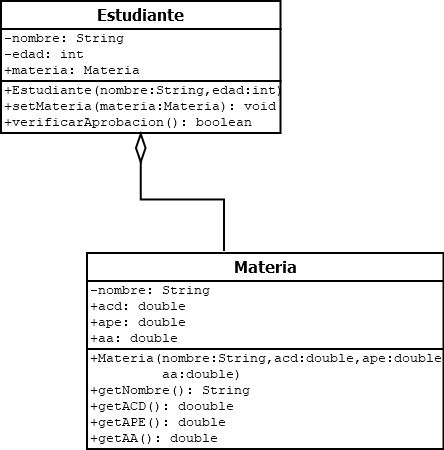 Estudiante
-nombre: String
-edad: int
+materia: Materia
+Estudiante(nombre:String,edad:int)
+setMateria(materia:Materia): void
+verificarAprobacion(): boolean
Materia
-nombre: String
+acd: double
+ape: double
+aa: double
+Materia(nombre:String,acd:double,ape:double
aa:double)
+getNombre(): String
+getACD(): doouble
+getAPE(): double
+getAA(): double